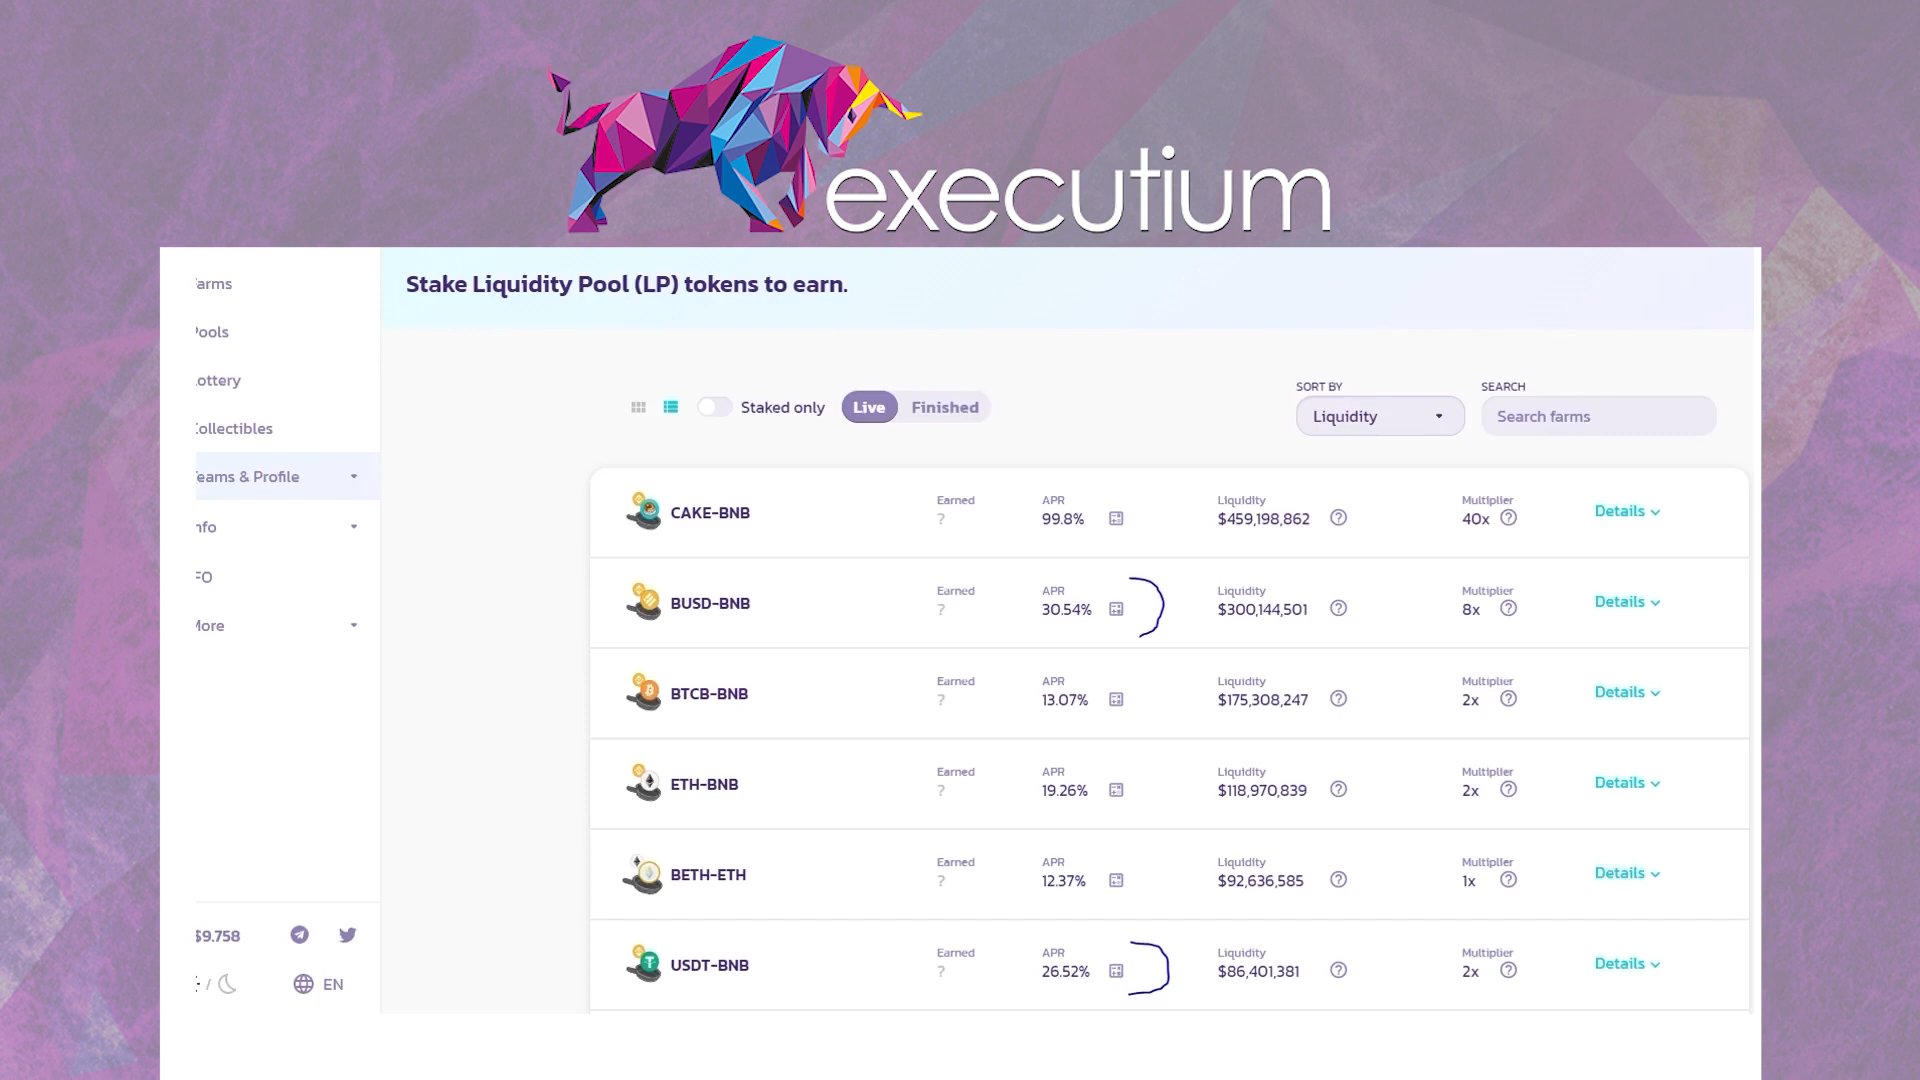 executium
arms
Pools
ottery
ollectibles
eams & Profile
nfo
FO
More
$9.758
/
EN
Stake Liquidity Pool (LP) tokens to earn.
Staked only
Live
Finished
SORT BY
Liquidity
SEARCH
Search farms
CAKE-BNB
Earned
?
APR
99.8%
Liquidity
$459,198,862
Multiplier
40x
Details
BUSD-BNB
Earned
?
APR
30.54%
Liquidity
$300,144,501
Multiplier
8x
Details
BTCB-BNB
Earned
?
APR
13.07%
Liquidity
$175,308,247
Multiplier
2x
Details
ETH-BNB
Earned
?
APR
19.26%
Liquidity
$118,970,839
Multiplier
2x
Details
BETH-ETH
Earned
?
APR
12.37%
Liquidity
$92,636,585
Multiplier
1x
Details
USDT-BNB
Earned
?
APR
26.52%
Liquidity
$86,401,381
Multiplier
2x
Details